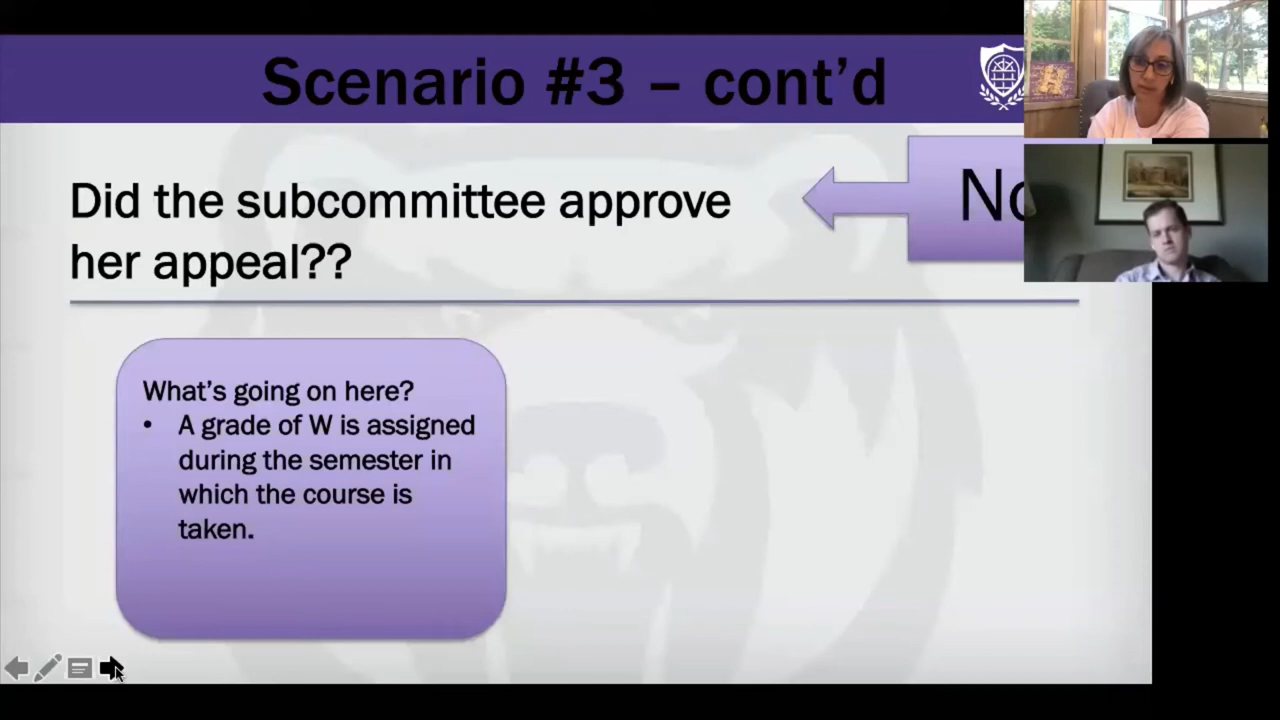 Scenario #3 – cont'd
Did the subcommittee approve
her appeal??
No
What's going on here?
• A grade of W is assigned
during the semester in
which the course is
taken.